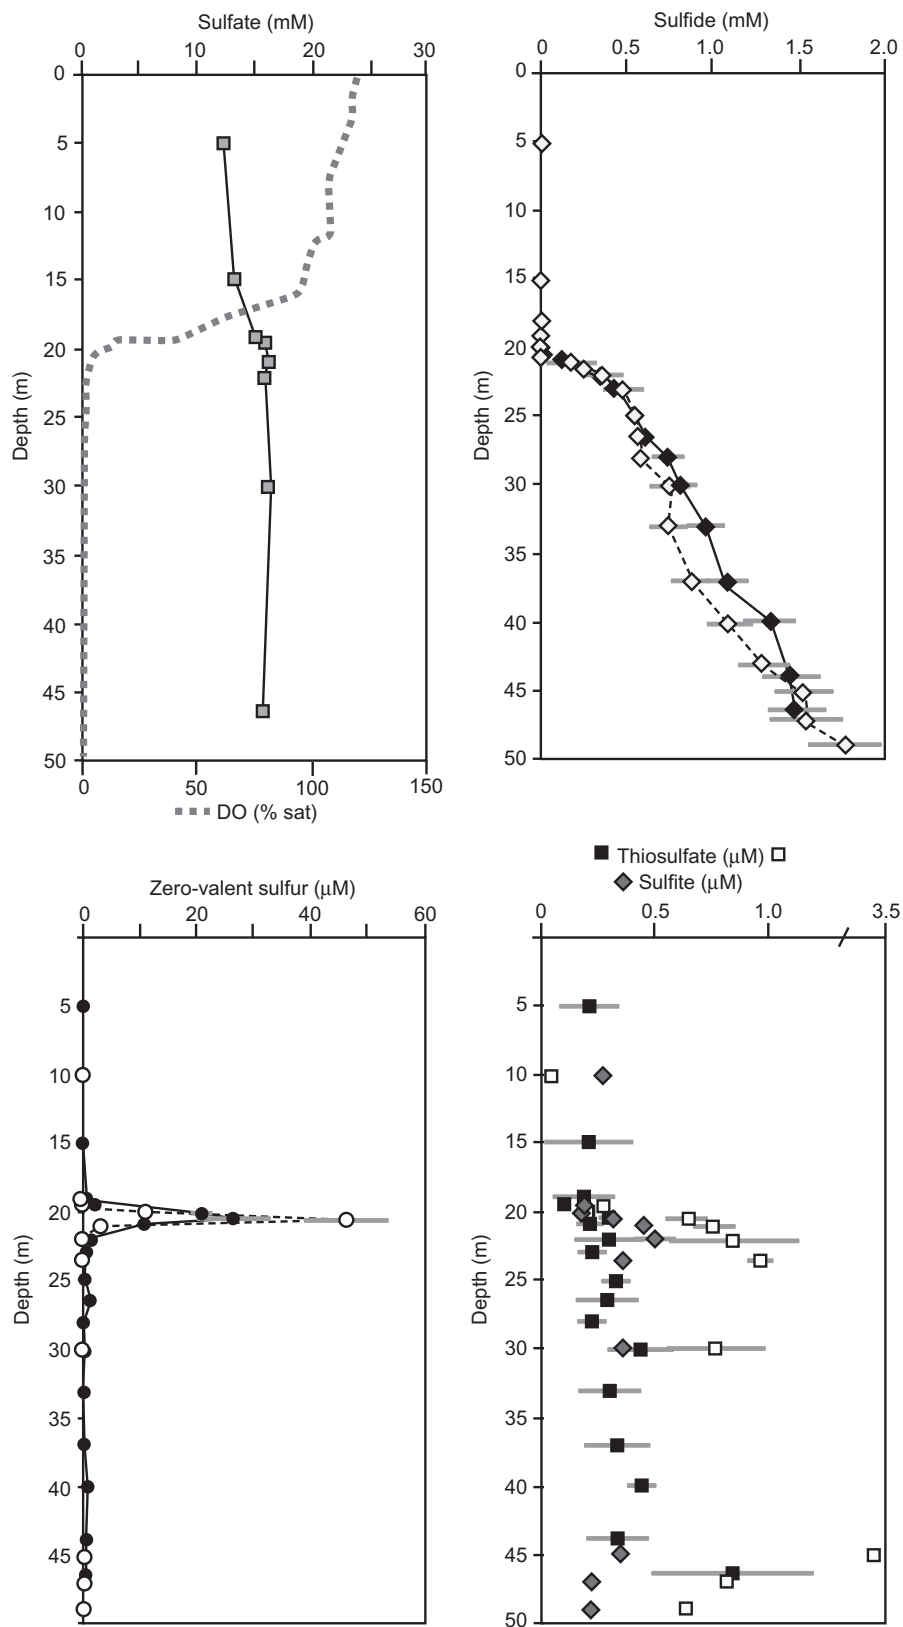 Sulfate (mM)
0 10 20 30
0
5
10
15
20
25
30
35
40
45
50
Depth (m)
0 50 100 150
DO (% sat)
Sulfide (mM)
0 0.5 1.0 1.5 2.0
0
5
10
15
20
25
30
35
40
45
50
Depth (m)
Zero-valent sulfur (μM)
0 20 40 60
5
10
15
20
25
30
35
40
45
Depth (m)
Thiosulfate (μM)
Sulfite (μM)
0 0.5 1.0 3.5
5
10
15
20
25
30
35
40
45
50
Depth (m)